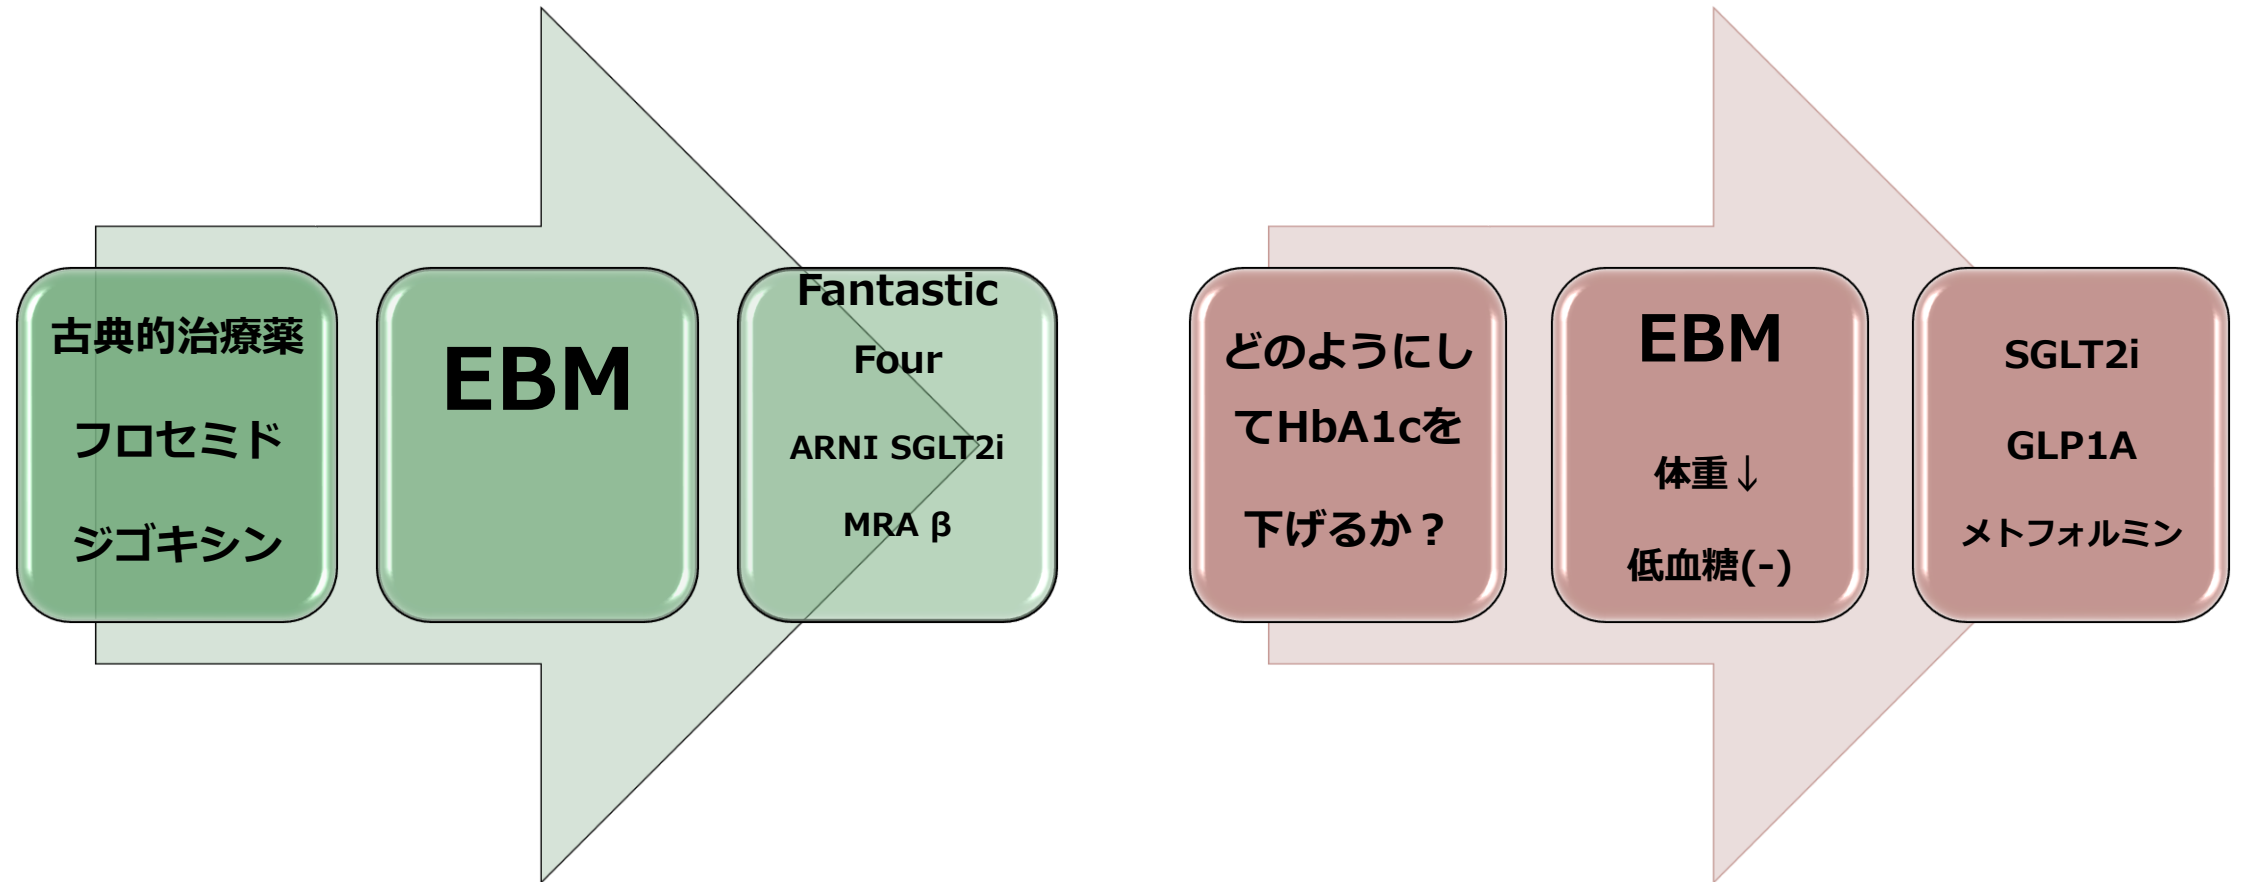 古典的治療薬
フロセミド
ジゴキシン
EBM
Fantastic
Four
ARNI SGLT2i
MRA β
どのようにし
てHbA1cを
下げるか？
EBM
体重↓
低血糖(-)
SGLT2i
GLP1A
メトフォルミン